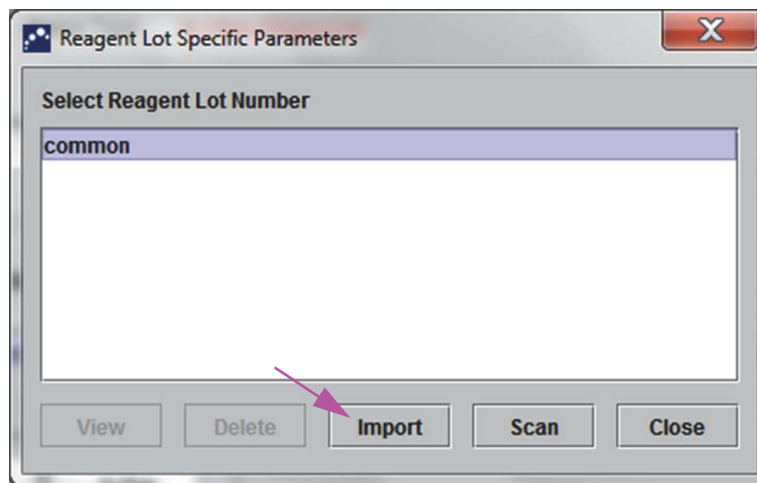 Reagent Lot Specific Parameters
Select Reagent Lot Number
common
View Delete Import Scan Close